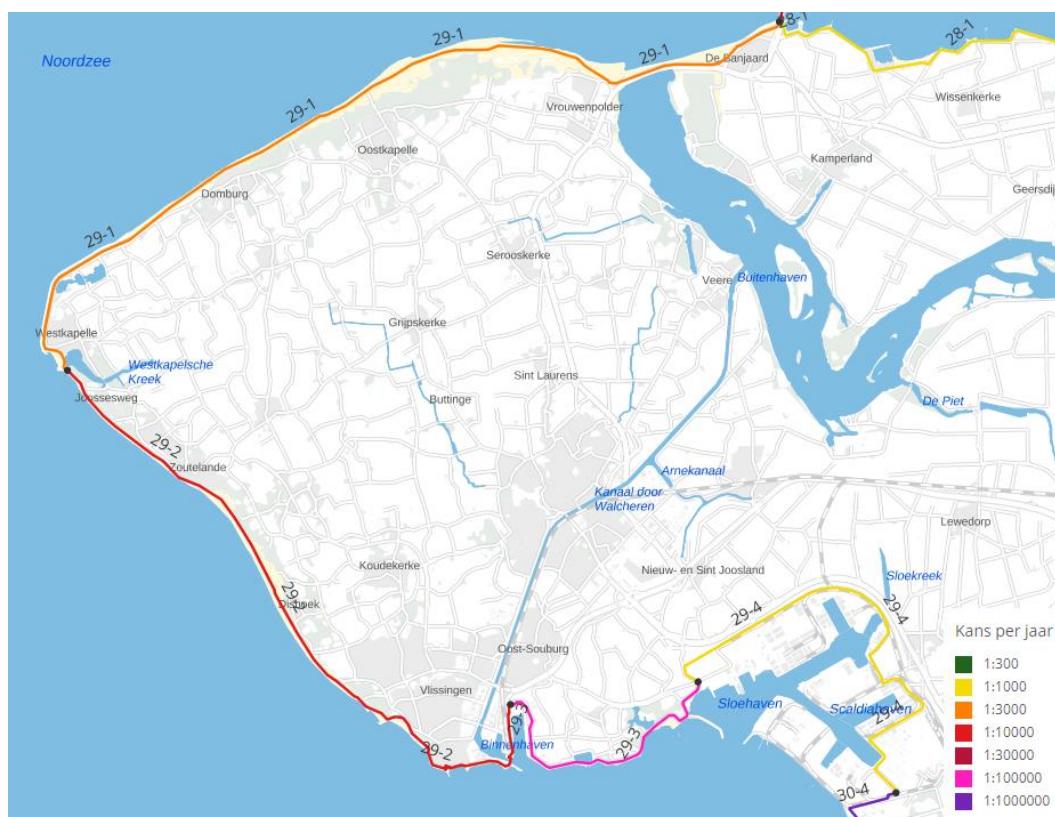 28-1
29-1
29-1
28-1
Noordzee
De Banjaard
Wissenkerke
29-1
Vrouwenpolder
Oostkapelle
Kamperland
Geersdij
Domburg
29-1
Serooskerke
Veere
Buitenhaven
Grijpskerke
Westkapelle
Westkapelsche
Kreek
Sint Laurens
Joossesweg
Buttinge
De Piet
29-2
Zoutelande
Arnekanaal
Kanaal door
Walcheren
Lewedorp
Koudekerke
Nieuw- en Sint Joosland
Sloekreek
Dishoek
29-2
29-4
29-4
Oost-Souburg
Vlissingen
Sloehaven
Scaldiahaven
29-4
29-3
29-2
Binnenhaven
29-3
30-4
Kans per jaar
1:300
1:1000
1:3000
1:10000
1:30000
1:100000
1:1000000